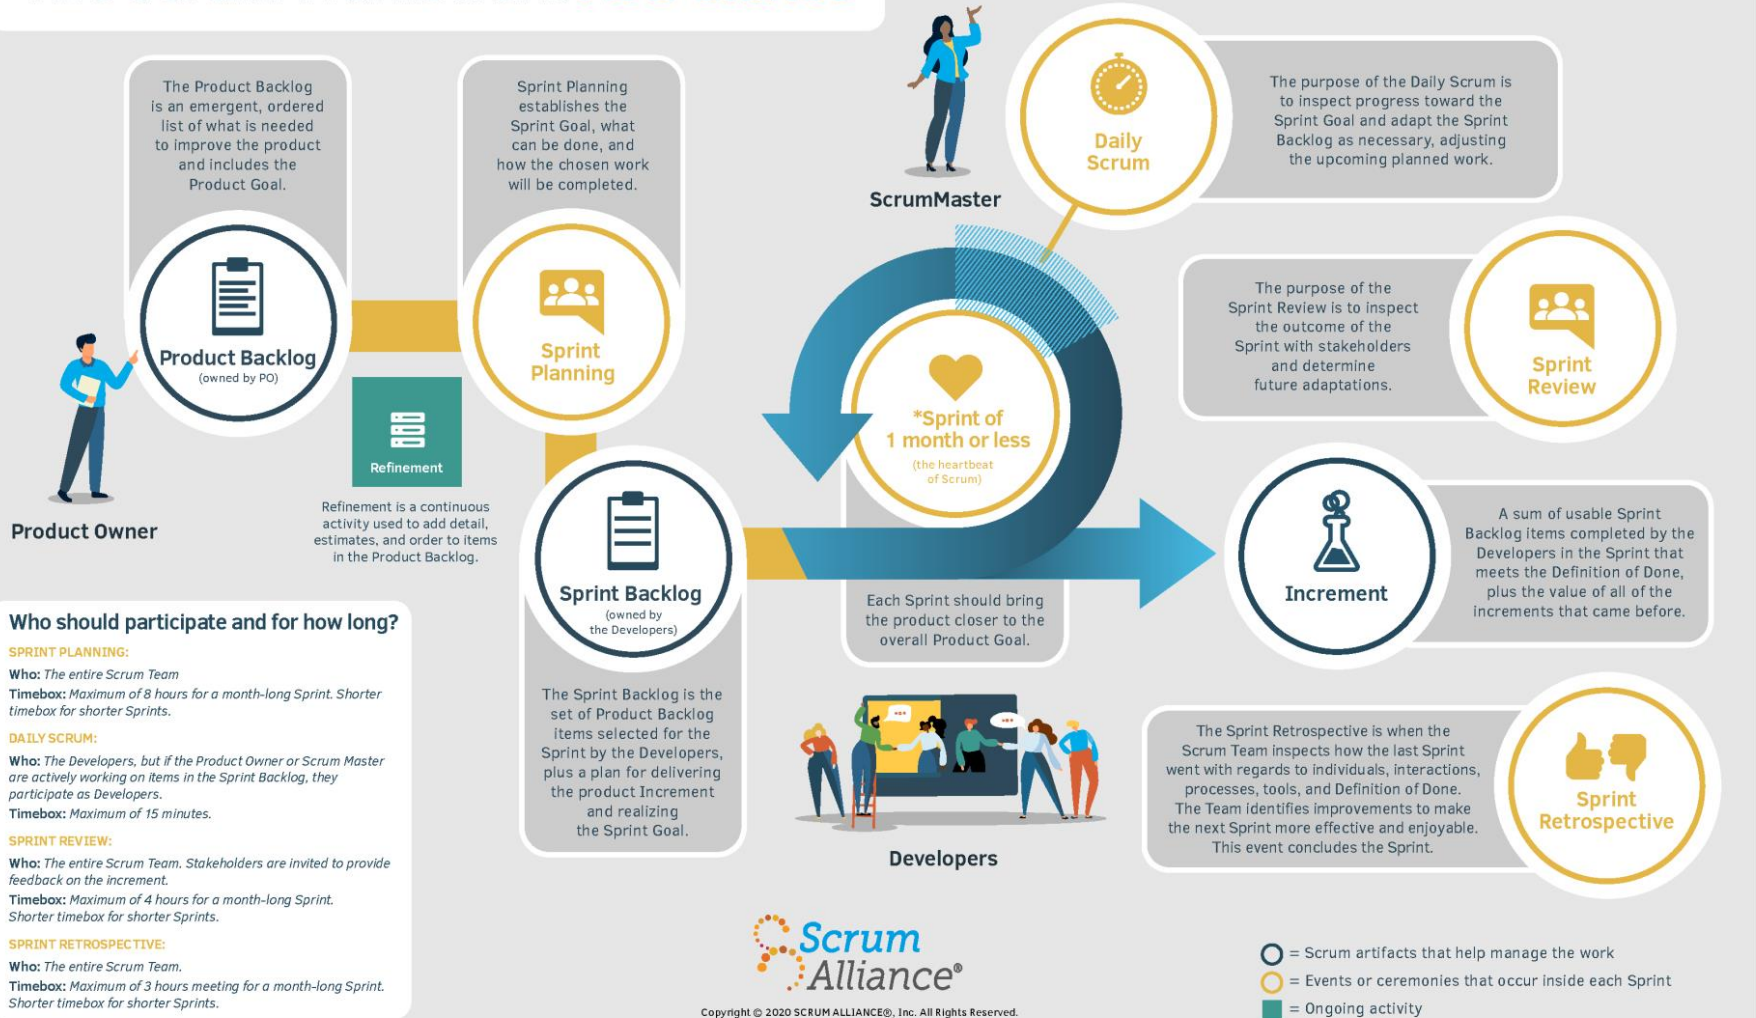 The Product Backlog
is an emergent, ordered
list of what is needed
to improve the product
and includes the
Product Goal.
Product Backlog
(owned by PO)
Product Owner
Sprint Planning
establishes the
Sprint Goal, what
can be done, and
how the chosen work
will be completed.
Sprint
Planning
Refinement
Refinement is a continuous
activity used to add detail,
estimates, and order to items
in the Product Backlog.
Sprint Backlog
(owned by
the Developers)
The Sprint Backlog is the
set of Product Backlog
items selected for the
Sprint by the Developers,
plus a plan for delivering
the product Increment
and realizing
the Sprint Goal.
ScrumMaster
Daily
Scrum
The purpose of the Daily Scrum is
to inspect progress toward the
Sprint Goal and adapt the Sprint
Backlog as necessary, adjusting
the upcoming planned work.
*Sprint of
1 month or less
(the heartbeat
of Scrum)
Each Sprint should bring
the product closer to the
overall Product Goal.
Developers
The purpose of the
Sprint Review is to inspect
the outcome of the
Sprint with stakeholders
and determine
future adaptations.
Sprint
Review
Increment
A sum of usable Sprint
Backlog items completed by the
Developers in the Sprint that
meets the Definition of Done,
plus the value of all of the
increments that came before.
The Sprint Retrospective is when the
Scrum Team inspects how the last Sprint
went with regards to individuals, interactions,
processes, tools, and Definition of Done.
The Team identifies improvements to make
the next Sprint more effective and enjoyable.
This event concludes the Sprint.
Sprint
Retrospective
Who should participate and for how long?
SPRINT PLANNING:
Who: The entire Scrum Team
Timebox: Maximum of 8 hours for a month-long Sprint. Shorter
timebox for shorter Sprints.
DAILY SCRUM:
Who: The Developers, but if the Product Owner or Scrum Master
are actively working on items in the Sprint Backlog, they
participate as Developers.
Timebox: Maximum of 15 minutes.
SPRINT REVIEW:
Who: The entire Scrum Team. Stakeholders are invited to provide
feedback on the increment.
Timebox: Maximum of 4 hours for a month-long Sprint.
Shorter timebox for shorter Sprints.
SPRINT RETROSPECTIVE:
Who: The entire Scrum Team.
Timebox: Maximum of 3 hours meeting for a month-long Sprint.
Shorter timebox for shorter Sprints.
Scrum
Alliance®
Copyright © 2020 SCRUM ALLIANCE®, Inc. All Rights Reserved.
= Scrum artifacts that help manage the work
= Events or ceremonies that occur inside each Sprint
= Ongoing activity